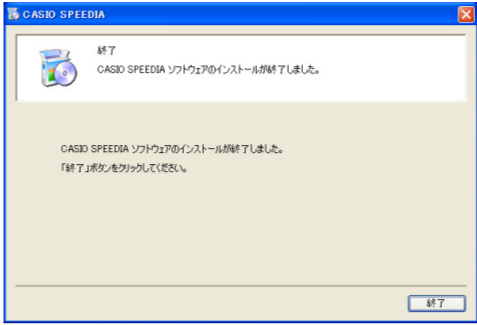 CASIO SPEEDIA
終了
CASIO SPEEDIA ソフトウェアのインストールが終了しました。
CASIO SPEEDIA ソフトウェアのインストールが終了しました。
「終了」ボタンをクリックしてください。
終了